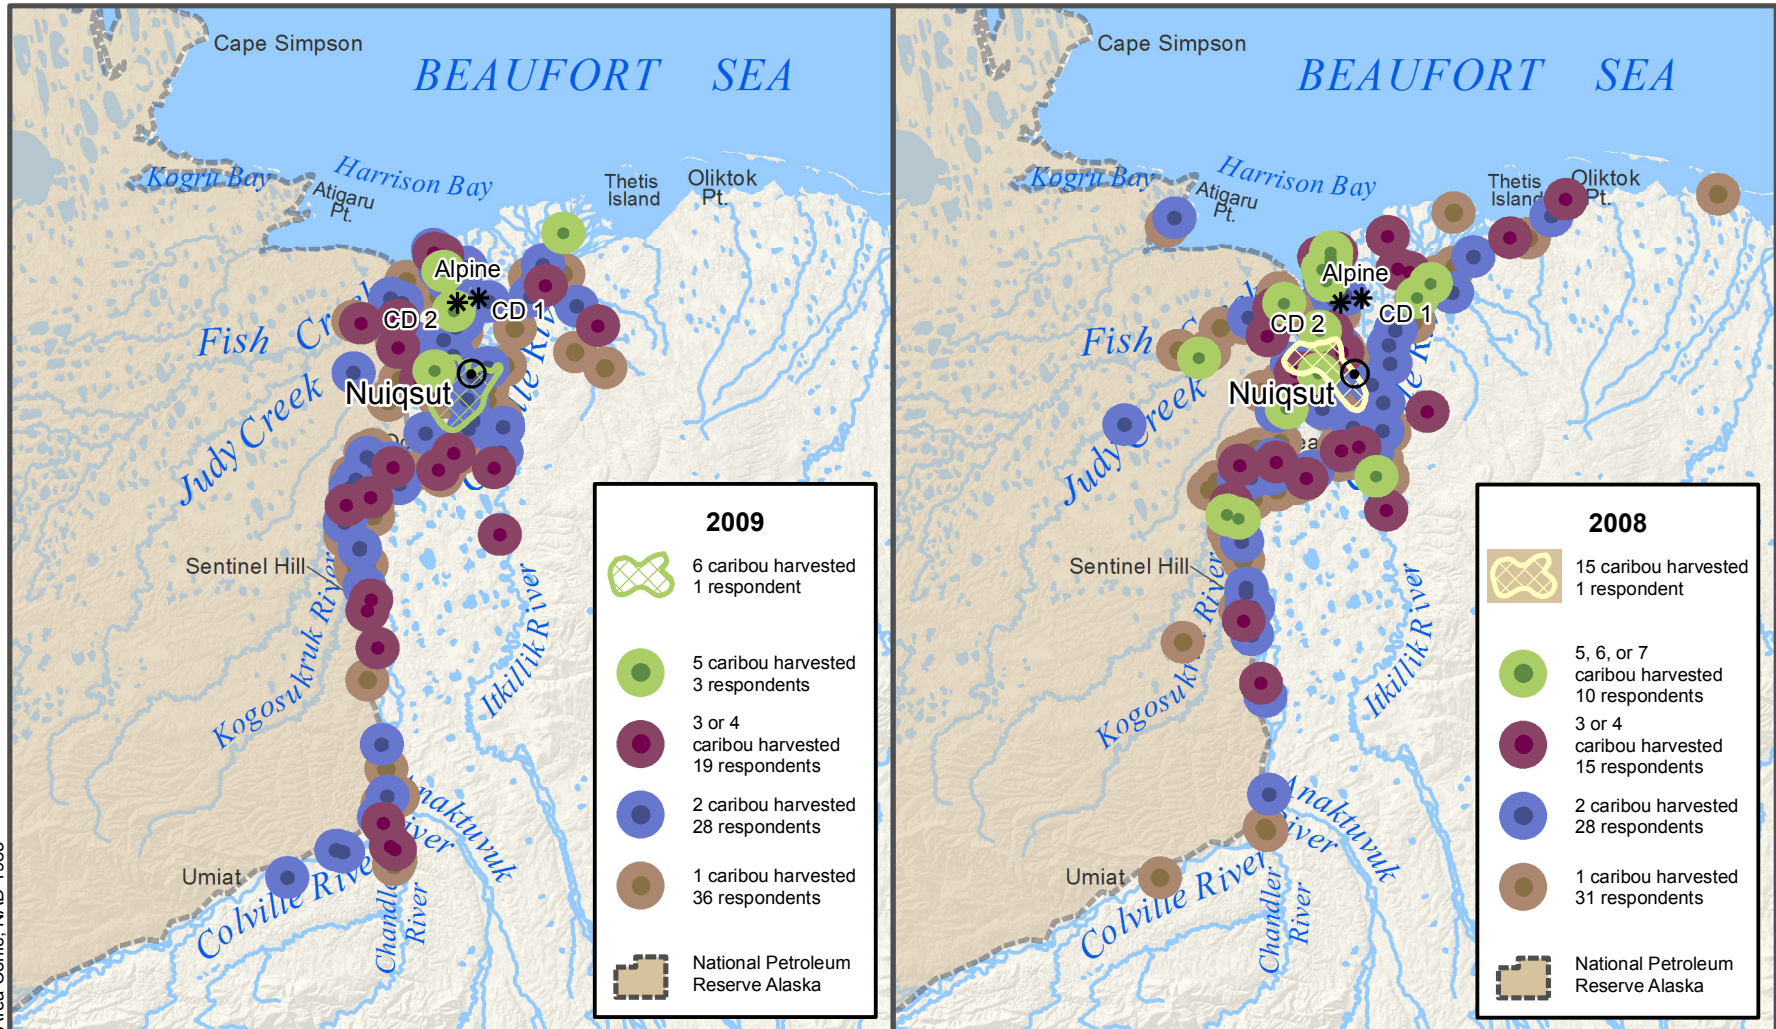 Cape Simpson
BEAUFORT SEA
Kogru Bay
Harrison Bay
Atigaru
Pt.
Thetis
Island
Oliktok
Pt.
Alpine
CD 2
CD 1
Fish
Judy Creek
Nuiqsut
Sentinel Hill
Kogosukruk River
Itkillik River
Anaktuvuk
River
Umiat
Colville River
Chandler
River
2009
6 caribou harvested
1 respondent
5 caribou harvested
3 respondents
3 or 4
caribou harvested
19 respondents
2 caribou harvested
28 respondents
1 caribou harvested
36 respondents
National Petroleum
Reserve Alaska
Cape Simpson
BEAUFORT SEA
Kogru Bay
Harrison Bay
Atigaru
Pt.
Thetis
Island
Oliktok
Pt.
Alpine
CD 2
CD 1
Fish
Judy Creek
Nuiqsut
Sentinel Hill
River
Itkillik River
Anaktuvuk
River
Umiat
Colville River
Chandler
River
2008
15 caribou harvested
1 respondent
5, 6, or 7
caribou harvested
10 respondents
3 or 4
caribou harvested
15 respondents
2 caribou harvested
28 respondents
1 caribou harvested
31 respondents
National Petroleum
Reserve Alaska